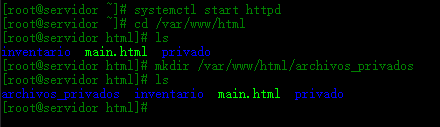 [root@servidor ~]# systemctl start httpd
[root@servidor ~]# cd /var/www/html
[root@servidor html]# ls
inventario  main.html  privado
[root@servidor html]# mkdir /var/www/html/archivos_privados
[root@servidor html]# ls
archivos_privados  inventario  main.html  privado
[root@servidor html]#